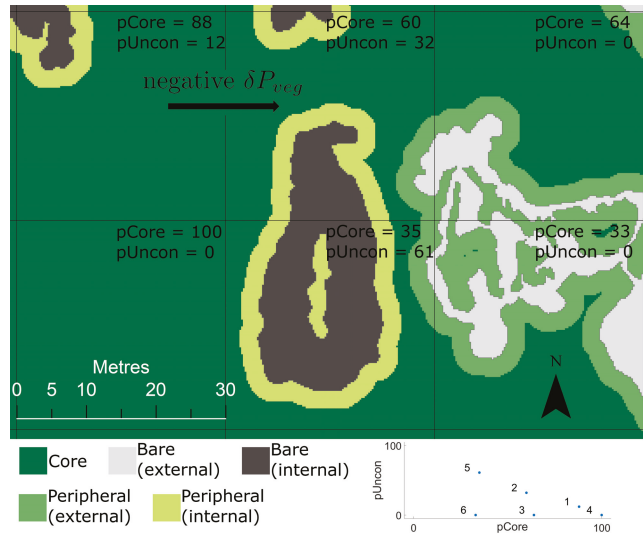 pCore = 88
pUncon = 12
pCore = 60
pUncon = 32
pCore = 64
pUncon = 0
negative δP_veg
pCore = 100
pUncon = 0
pCore = 35
pUncon = 61
pCore = 33
pUncon = 0
Metres
0 5 10 20 30
N
Core
Bare
(external)
Bare
(internal)
Peripheral
(external)
Peripheral
(internal)
100
pUncon
0
5
2
1
6
3
4
0
pCore
100